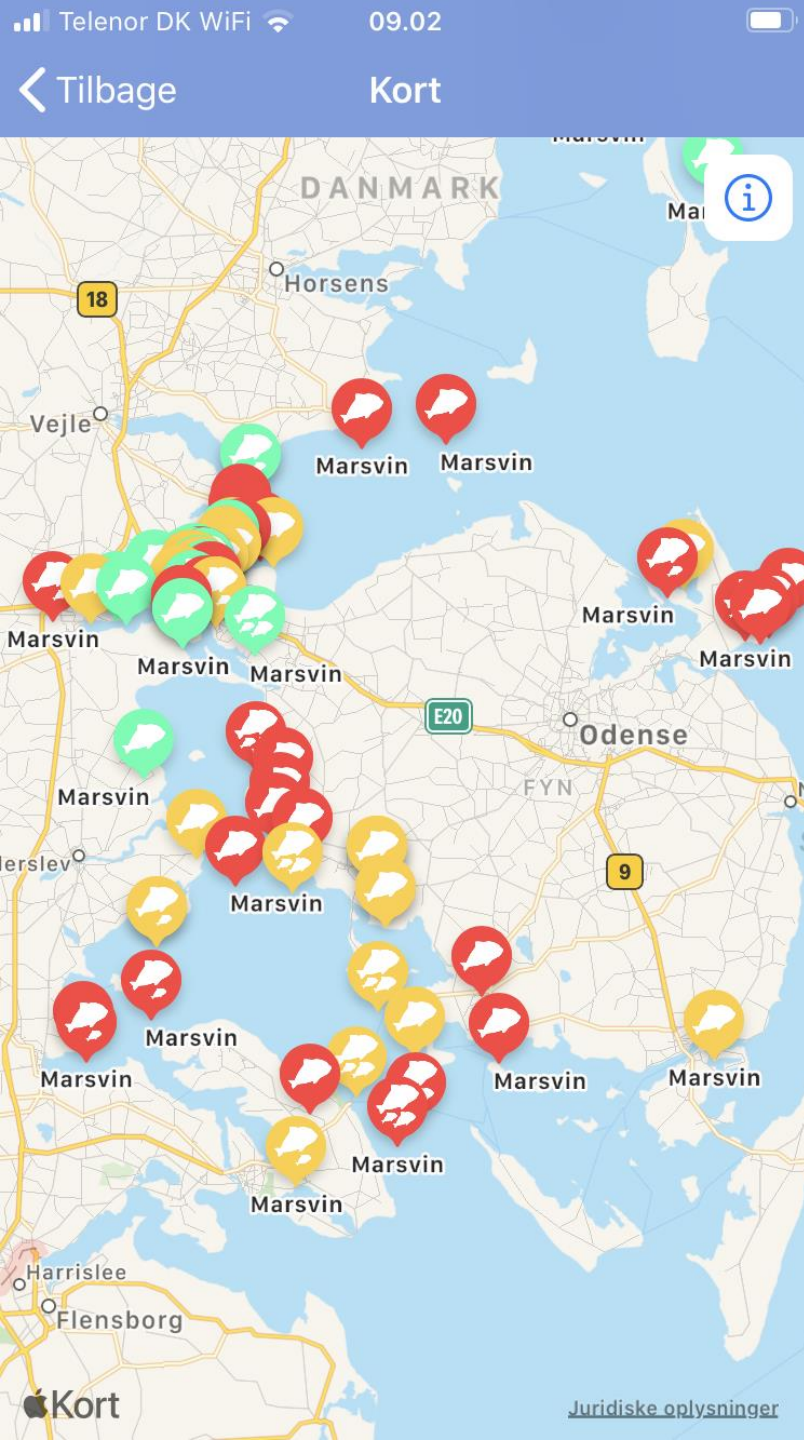 Telenor DK WiFi 09.02
Tilbage Kort
Marsvin
DANMARK
Horsens
18
Vejle
Marsvin Marsvin
Marsvin
Marsvin
Marsvin Marsvin
Marsvin
E20
Odense
FYN
Marsvin
9
Marsvin
Marsvin
Marsvin
Marsvin
Marsvin
Marsvin
Marsvin
Harrislee
Flensborg
Kort
Juridiske oplysninger